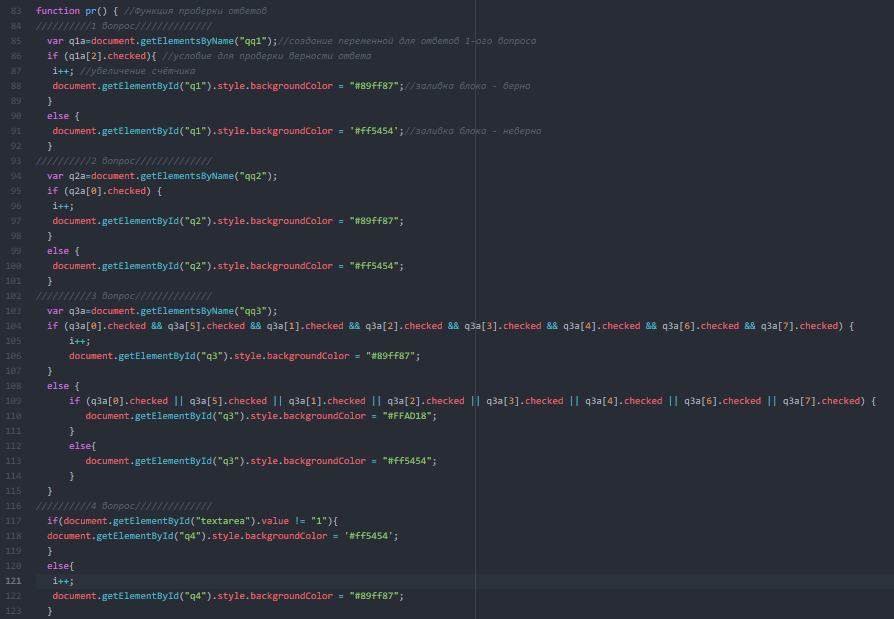 83 function pr() { //Функция проверки ответов
84 //////////1 вопрос//////////////
85 var q1a=document.getElementsByName("qq1");//создание переменной для ответов 1-ого вопроса
86 if (q1a[2].checked){ //условие для проверки верности ответа
87 i++; //увеличение счётчика
88 document.getElementById("q1").style.backgroundColor = "#89ff87";//заливка блока - верно
89 }
90 else {
91 document.getElementById("q1").style.backgroundColor = '#ff5454';//заливка блока - неверно
92 }
93 //////////2 вопрос//////////////
94 var q2a=document.getElementsByName("qq2");
95 if (q2a[0].checked) {
96 i++;
97 document.getElementById("q2").style.backgroundColor = "#89ff87";
98 }
99 else {
100 document.getElementById("q2").style.backgroundColor = "#ff5454";
101 }
102 //////////3 вопрос//////////////
103 var q3a=document.getElementsByName("qq3");
104 if (q3a[0].checked && q3a[5].checked && q3a[1].checked && q3a[2].checked && q3a[3].checked && q3a[4].checked && q3a[6].checked && q3a[7].checked) {
105 i++;
106 document.getElementById("q3").style.backgroundColor = "#89ff87";
107 }
108 else {
109 if (q3a[0].checked || q3a[5].checked || q3a[1].checked || q3a[2].checked || q3a[3].checked || q3a[4].checked || q3a[6].checked || q3a[7].checked) {
110 document.getElementById("q3").style.backgroundColor = "#FFAD18";
111 }
112 else{
113 document.getElementById("q3").style.backgroundColor = "#ff5454";
114 }
115 }
116 //////////4 вопрос//////////////
117 if(document.getElementById("textarea").value != "1"){
118 document.getElementById("q4").style.backgroundColor = '#ff5454';
119 }
120 else{
121 i++;
122 document.getElementById("q4").style.backgroundColor = "#89ff87";
123 }